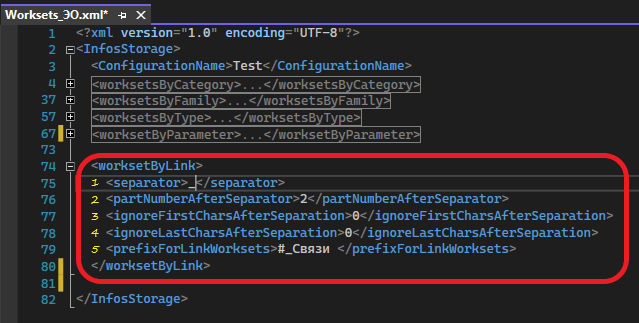 Worksets_ЭО.xml*
1 <?xml version="1.0" encoding="UTF-8"?>
2 <InfosStorage>
3 <ConfigurationName>Test</ConfigurationName>
4 <worksetsByCategory>...</worksetsByCategory>
37 <worksetsByFamily>...</worksetsByFamily>
57 <worksetsByType>...</worksetsByType>
67 <worksetByParameter>...</worksetByParameter>
73
74 <worksetByLink>
75 1 <separator>_</separator>
76 2 <partNumberAfterSeparator>2</partNumberAfterSeparator>
77 3 <ignoreFirstCharsAfterSeparation>0</ignoreFirstCharsAfterSeparation>
78 4 <ignoreLastCharsAfterSeparation>0</ignoreLastCharsAfterSeparation>
79 5 <prefixForLinkWorksets>#_Связи </prefixForLinkWorksets>
80 </worksetByLink>
81
82 </InfosStorage>